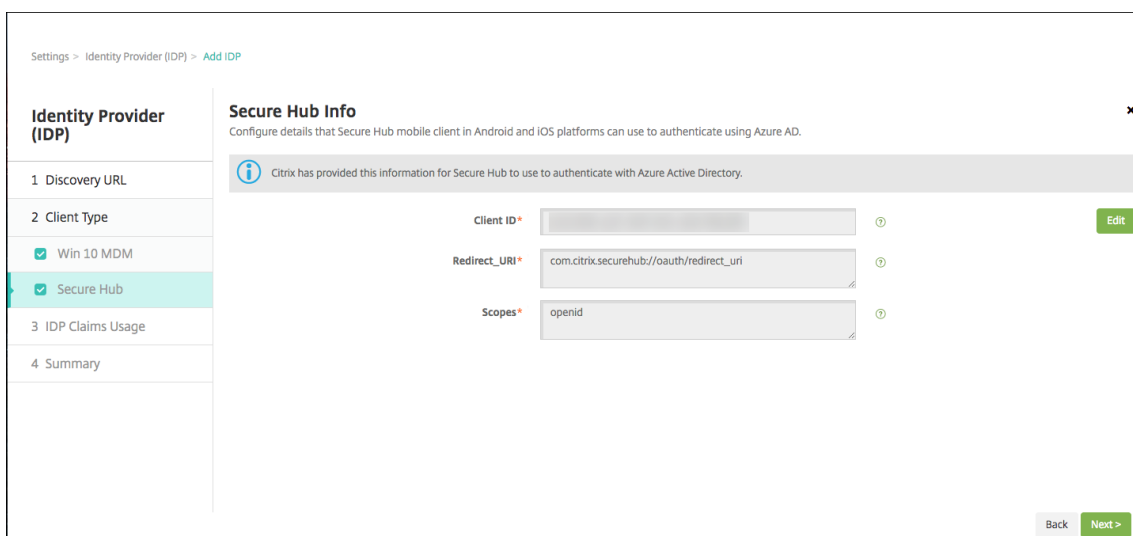 Settings > Identity Provider (IDP) > Add IDP
Identity Provider
(IDP)
1 Discovery URL
2 Client Type
Win 10 MDM
Secure Hub
3 IDP Claims Usage
4 Summary
Secure Hub Info
Configure details that Secure Hub mobile client in Android and iOS platforms can use to authenticate using Azure AD.
Citrix has provided this information for Secure Hub to use to authenticate with Azure Active Directory.
Client ID*
Edit
Redirect_URI* com.citrix.securehub://oauth/redirect_uri
Scopes* openid
Back Next >